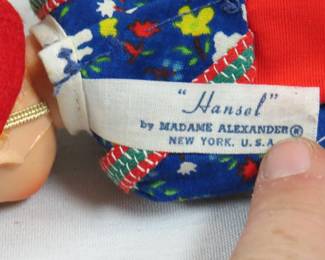 "Hansel"
by MADAME ALEXANDER®
NEW YORK, U.S.A.